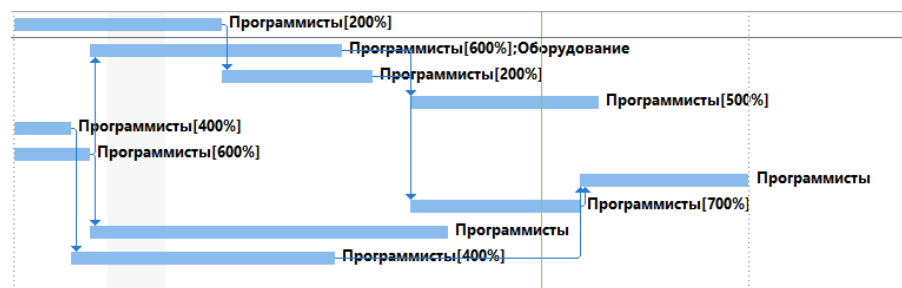 Программисты[200%]
Программисты[600%];Оборудование
Программисты[200%]
Программисты[500%]
Программисты[400%]
Программисты[600%]
Программисты
Программисты[700%]
Программисты
Программисты[400%]